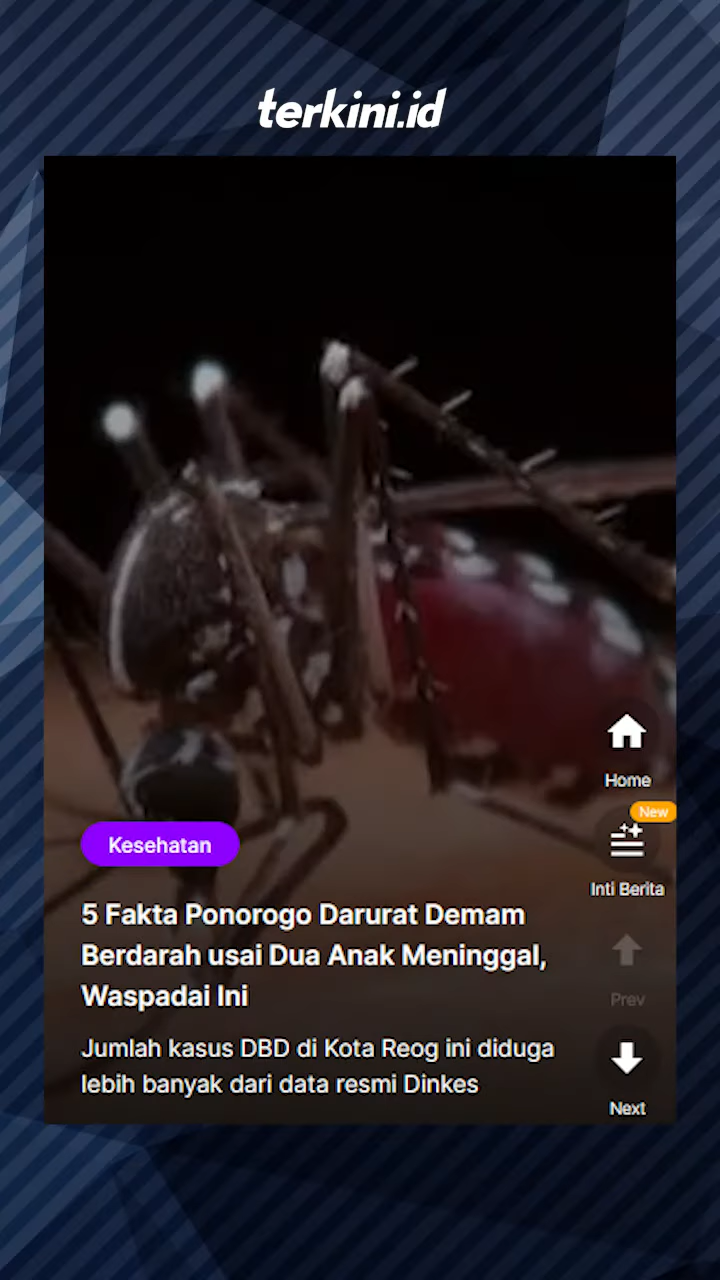 terkini.id
Home
New
Inti Berita
Kesehatan
5 Fakta Ponorogo Darurat Demam
Berdarah usai Dua Anak Meninggal,
Waspadai Ini
Prev
Jumlah kasus DBD di Kota Reog ini diduga
lebih banyak dari data resmi Dinkes
Next